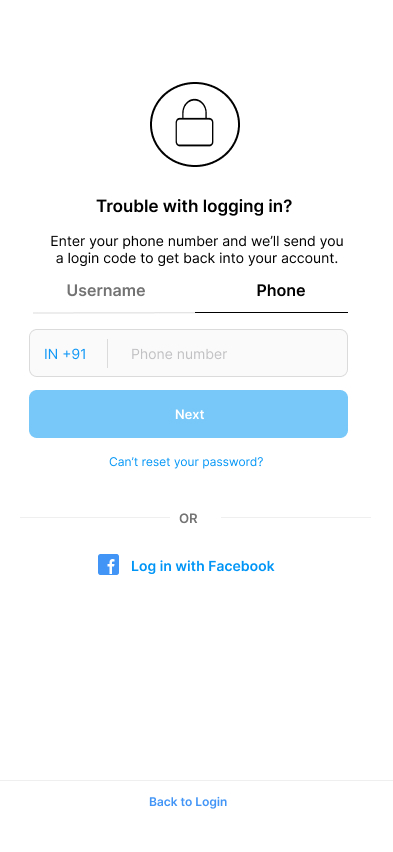 Trouble with logging in?
Enter your phone number and we’ll send you
a login code to get back into your account.
Username Phone
IN +91 Phone number
Next
Can’t reset your password?
OR
Log in with Facebook
Back to Login